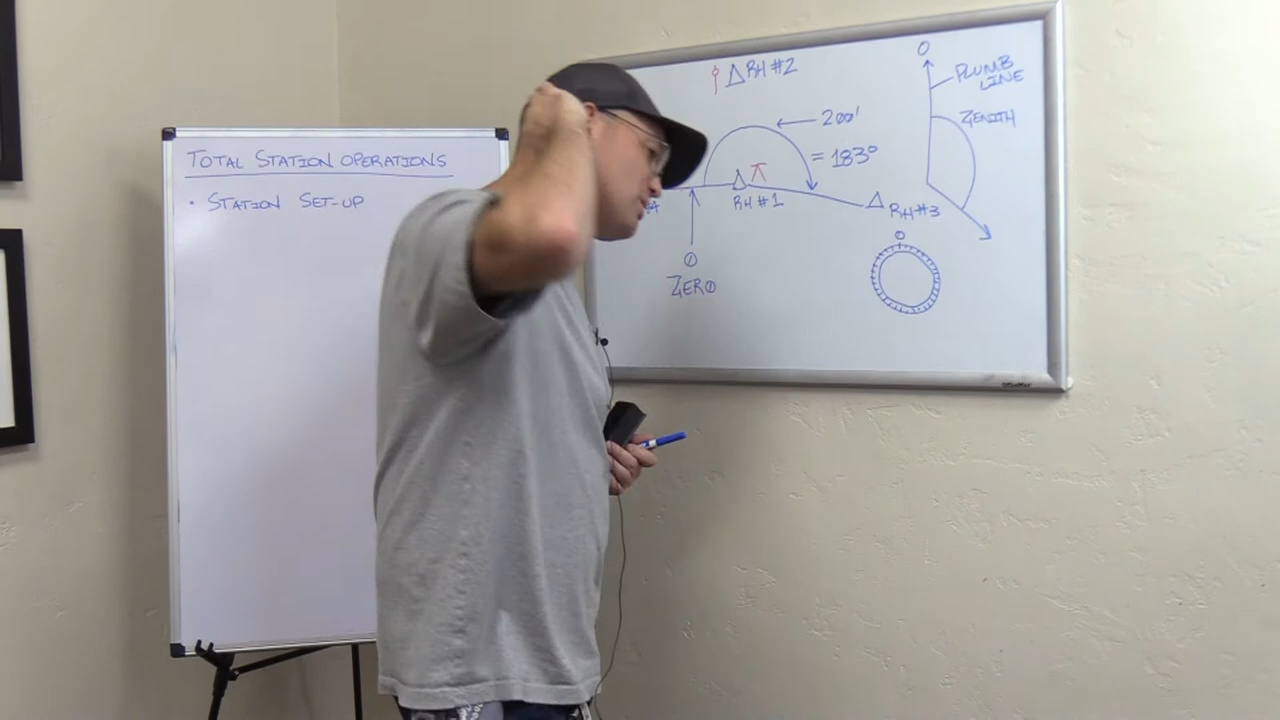 TOTAL STATION OPERATIONS
• STATION SET-UP
△ RH #2
200'
= 183°
RH #1
△ RH #3
0
ZERO
0
PLUMB
LINE
ZENITH
0